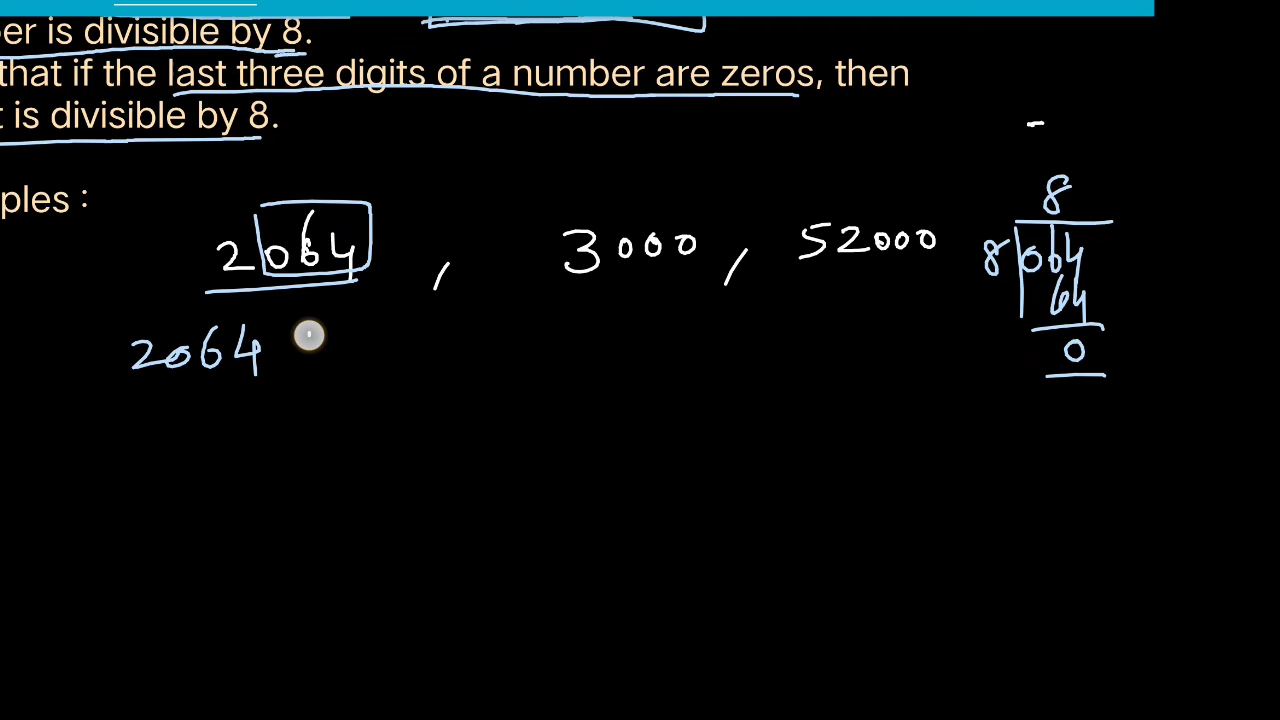 er is divisible by 8.
that if the last three digits of a number are zeros, then
t is divisible by 8.
ples :
2064 , 3000 , 52000
2064
8
8 064
64
0